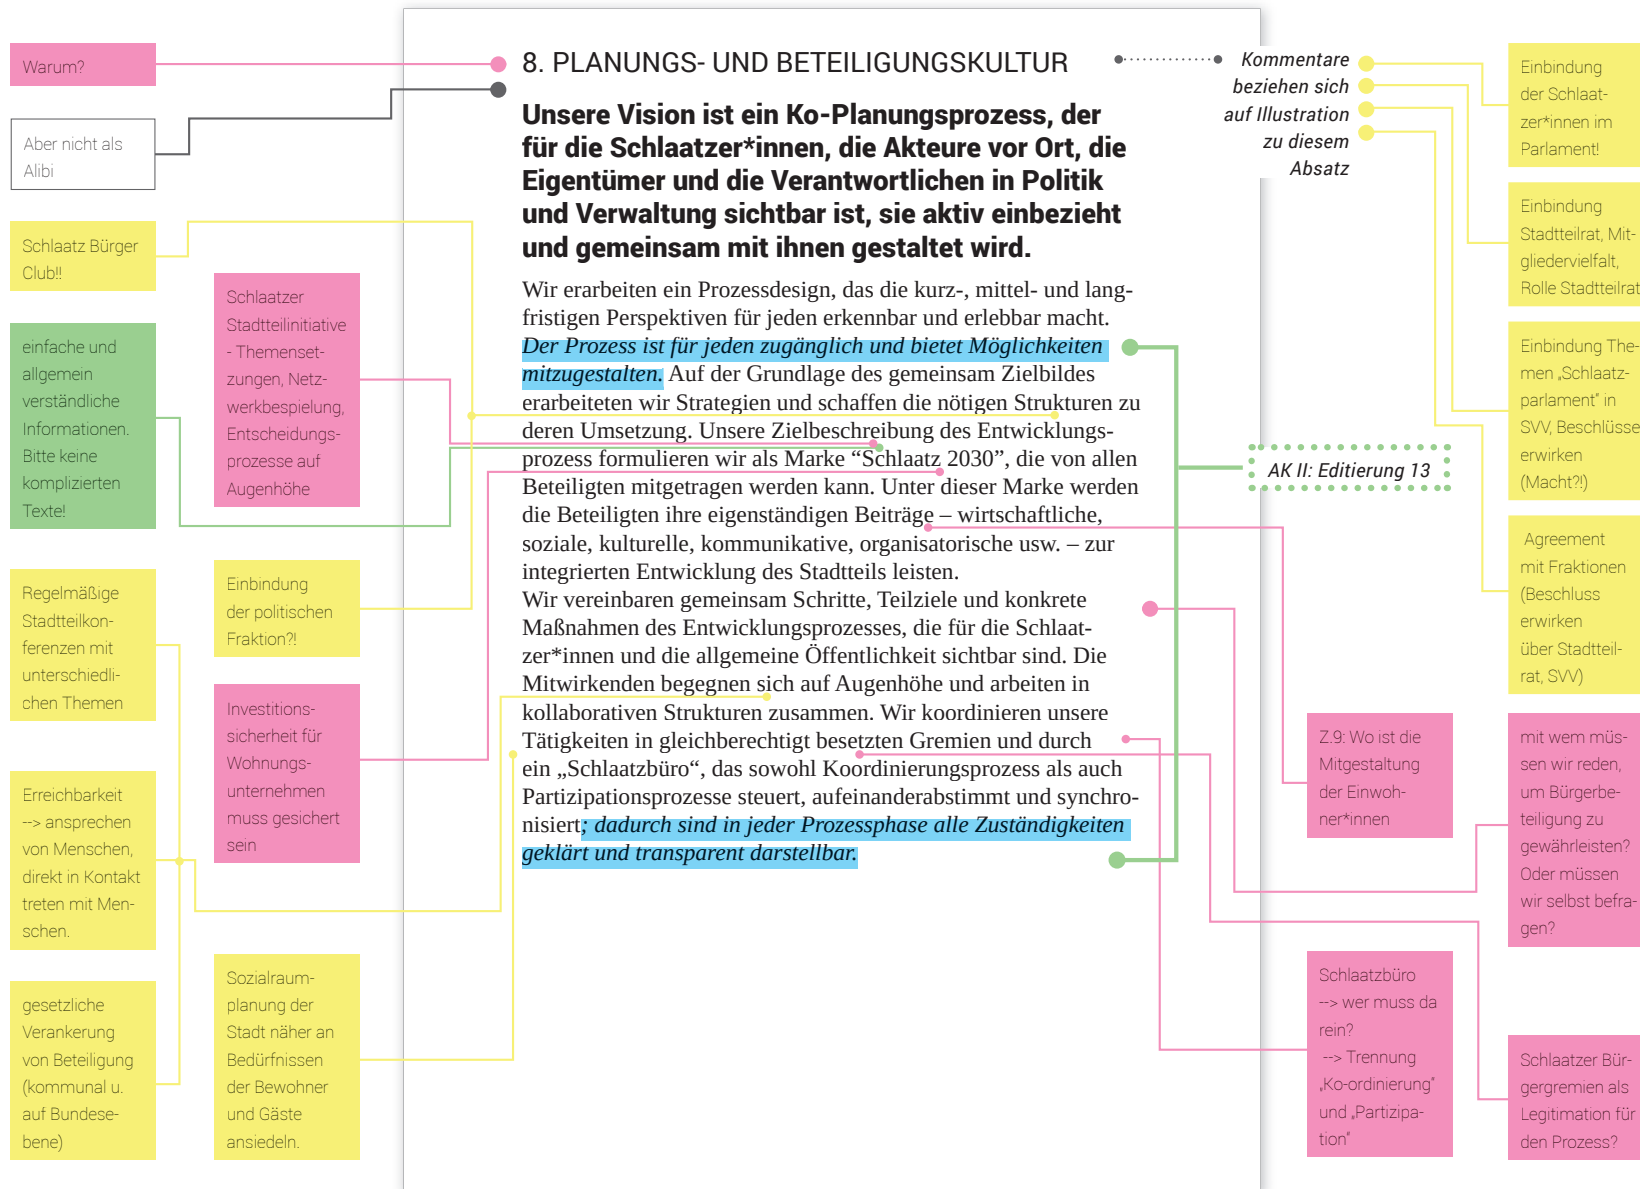 Warum?
Aber nicht als
Alibi
Schlaatz Bürger
Club!!
einfache und
allgemein
verständliche
Informationen.
Bitte keine
komplizierten
Texte!
Regelmäßige
Stadtteilkon-
ferenzen mit
unterschiedli-
chen Themen
Erreichbarkeit
--> ansprechen
von Menschen,
direkt in Kontakt
treten mit Men-
schen.
gesetzliche
Verankerung
von Beteiligung
(kommunal u.
auf Bundese-
bene)
Schlaatzer
Stadtteilinitiative
- Themenset-
zungen, Netz-
werkbespielung,
Entscheidungs-
prozesse auf
Augenhöhe
Einbindung
der politischen
Fraktion?!
Investitions-
sicherheit für
Wohnungs-
unternehmen
muss gesichert
sein
Sozialraum-
planung der
Stadt näher an
Bedürfnissen
der Bewohner
und Gäste
ansiedeln.
8. PLANUNGS- UND BETEILIGUNGSKULTUR
Unsere Vision ist ein Ko-Planungsprozess, der
für die Schlaatzer*innen, die Akteure vor Ort, die
Eigentümer und die Verantwortlichen in Politik
und Verwaltung sichtbar ist, sie aktiv einbezieht
und gemeinsam mit ihnen gestaltet wird.
Wir erarbeiten ein Prozessdesign, das die kurz-, mittel- und lang-
fristigen Perspektiven für jeden erkennbar und erlebbar macht.
Der Prozess ist für jeden zugänglich und bietet Möglichkeiten
mitzugestalten. Auf der Grundlage des gemeinsam Zielbildes
erarbeiteten wir Strategien und schaffen die nötigen Strukturen zu
deren Umsetzung. Unsere Zielbeschreibung des Entwicklungs-
prozess formulieren wir als Marke “Schlaatz 2030”, die von allen
Beteiligten mitgetragen werden kann. Unter dieser Marke werden
die Beteiligten ihre eigenständigen Beiträge – wirtschaftliche,
soziale, kulturelle, kommunikative, organisatorische usw. – zur
integrierten Entwicklung des Stadtteils leisten.
Wir vereinbaren gemeinsam Schritte, Teilziele und konkrete
Maßnahmen des Entwicklungsprozesses, die für die Schlaat-
zer*innen und die allgemeine Öffentlichkeit sichtbar sind. Die
Mitwirkenden begegnen sich auf Augenhöhe und arbeiten in
kollaborativen Strukturen zusammen. Wir koordinieren unsere
Tätigkeiten in gleichberechtigt besetzten Gremien und durch
ein „Schlaatzbüro“, das sowohl Koordinierungsprozess als auch
Partizipationsprozesse steuert, aufeinanderabstimmt und synchro-
nisiert; dadurch sind in jeder Prozessphase alle Zuständigkeiten
geklärt und transparent darstellbar.
Kommentare
beziehen sich
auf Illustration
zu diesem
Absatz
AK II: Editierung 13
Einbindung
der Schlaat-
zer*innen im
Parlament!
Einbindung
Stadtteilrat, Mit-
gliedervielfalt,
Rolle Stadtteilrat
Einbindung The-
men „Schlaatz-
parlament" in
SVV, Beschlüsse
erwirken
(Macht?!)
Agreement
mit Fraktionen
(Beschluss
erwirken
über Stadtteil-
rat, SVV)
Z.9: Wo ist die
Mitgestaltung
der Einwoh-
ner*innen
mit wem müs-
sen wir reden,
um Bürgerbe-
teiligung zu
gewährleisten?
Oder müssen
wir selbst befra-
gen?
Schlaatzbüro
--> wer muss da
rein?
--> Trennung
„Ko-ordinierung"
und „Partizipa-
tion"
Schlaatzer Bür-
gergremien als
Legitimation für
den Prozess?